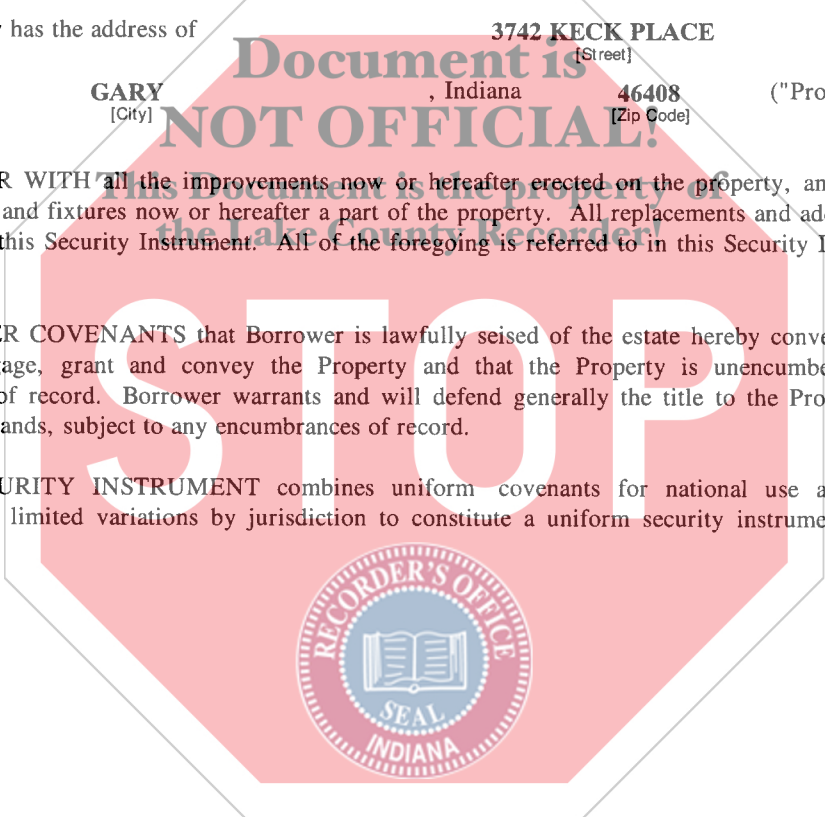 has the address of 3742 KECK PLACE
[Street]
GARY , Indiana 46408 ("Pro
[City] [Zip Code]
Document is
NOT OFFICIAL!
This Document is the property of
the Lake County Recorder!
R WITH all the improvements now or hereafter erected on the property, an
and fixtures now or hereafter a part of the property. All replacements and ad
this Security Instrument. All of the foregoing is referred to in this Security I
ER COVENANTS that Borrower is lawfully seised of the estate hereby conve
gage, grant and convey the Property and that the Property is unencumbe
of record. Borrower warrants and will defend generally the title to the Pro
ands, subject to any encumbrances of record.
STOP
URITY INSTRUMENT combines uniform covenants for national use a
limited variations by jurisdiction to constitute a uniform security instrume
RECORDER'S OFFICE
SEAL
INDIANA